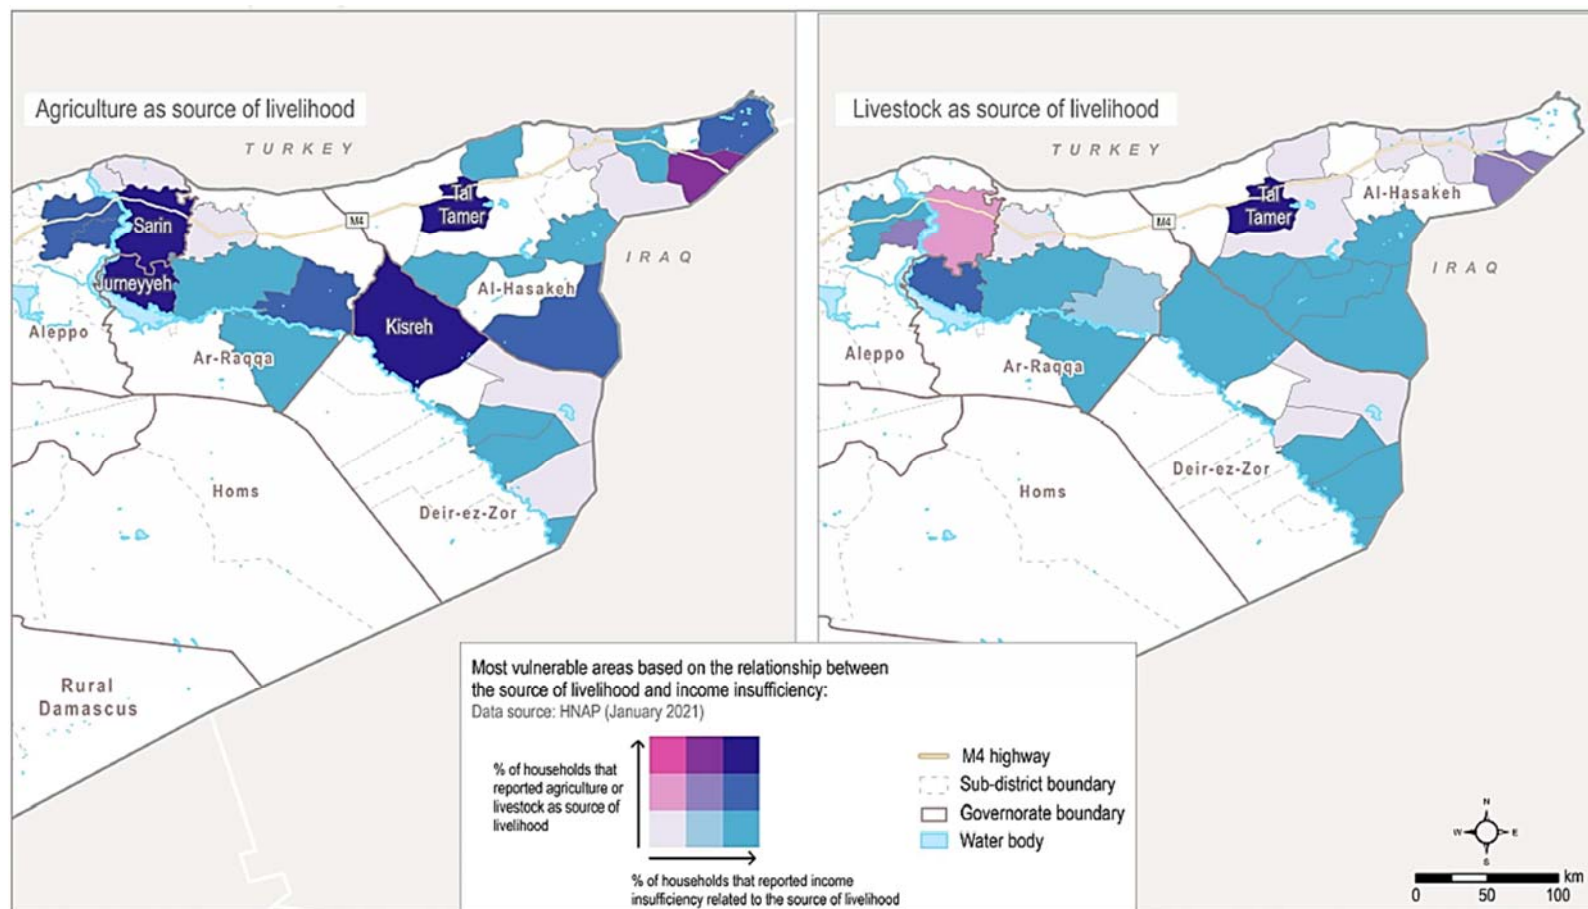 Agriculture as source of livelihood
TURKEY
Sarin
Tal
Tamer
M4
IRAQ
Jurneyyeh
Al-Hasakeh
Kisreh
Aleppo
Ar-Raqqa
Homs
Deir-ez-Zor
Rural
Damascus
Livestock as source of livelihood
TURKEY
Tal
Tamer
Al-Hasakeh
M4
IRAQ
Aleppo
Ar-Raqqa
Deir-ez-Zor
Homs
Most vulnerable areas based on the relationship between
the source of livelihood and income insufficiency:
Data source: HNAP (January 2021)
% of households that
reported agriculture or
livestock as source of
livelihood
% of households that reported income
insufficiency related to the source of livelihood
M4 highway
Sub-district boundary
Governorate boundary
Water body
N
W E
S
km
0 50 100